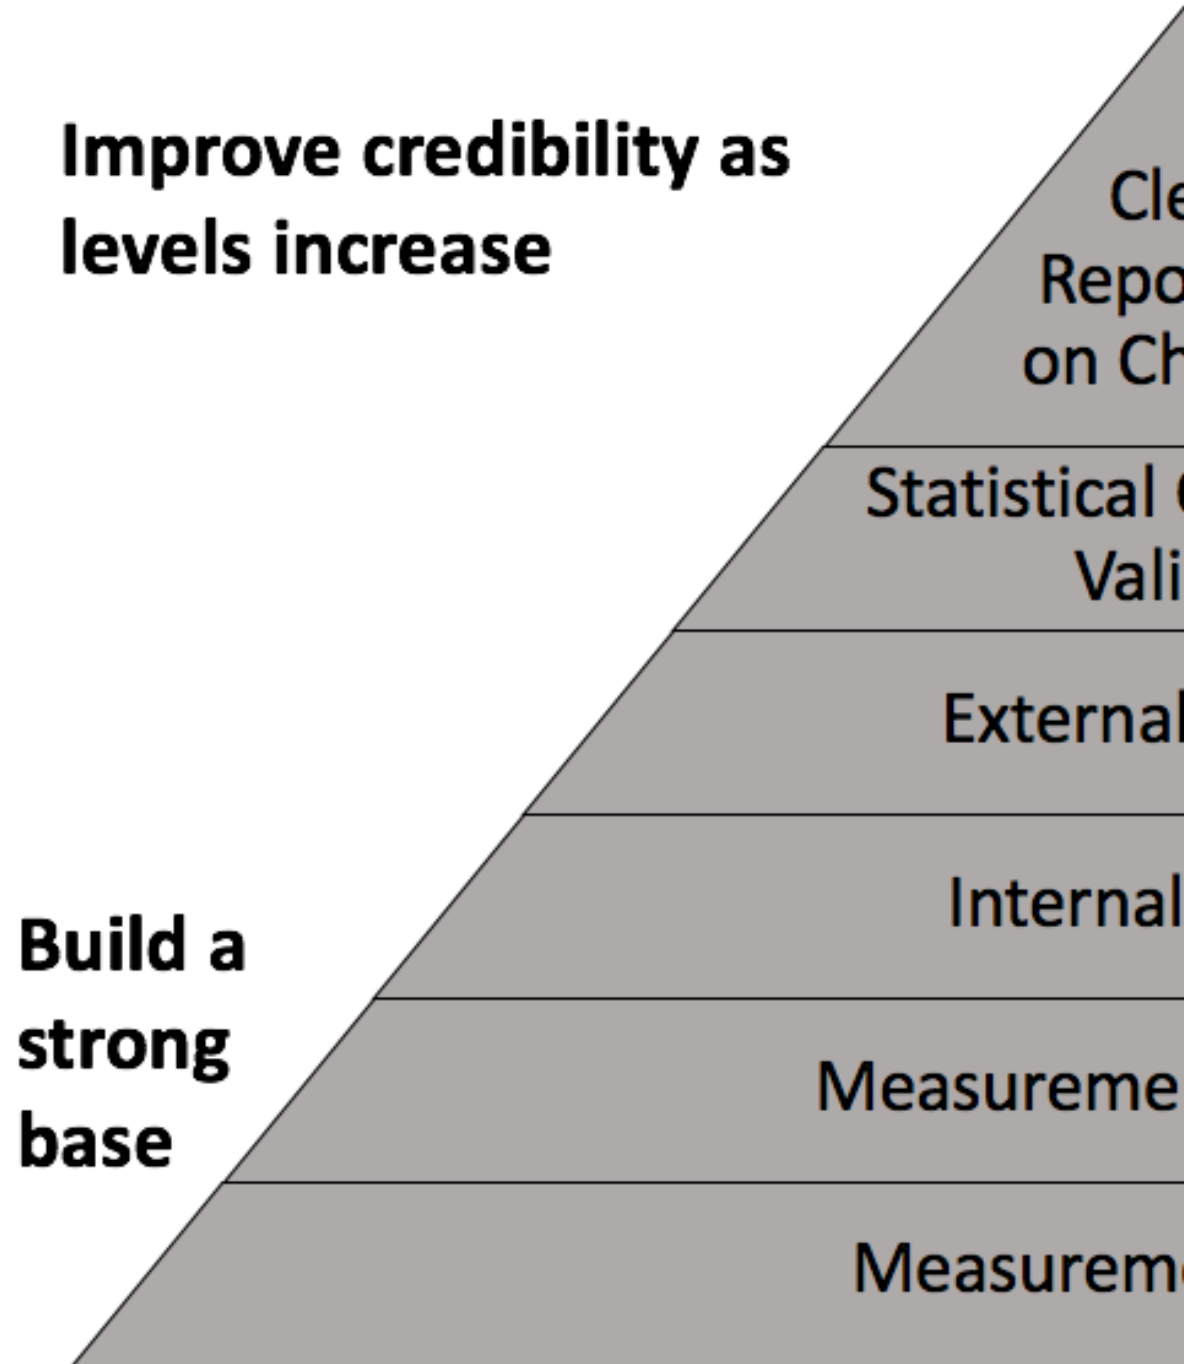 Improve credibility as
levels increase
Cle
Repo
on Ch
Statistical
Vali
External
Internal
Build a
strong
base
Measureme
Measurem